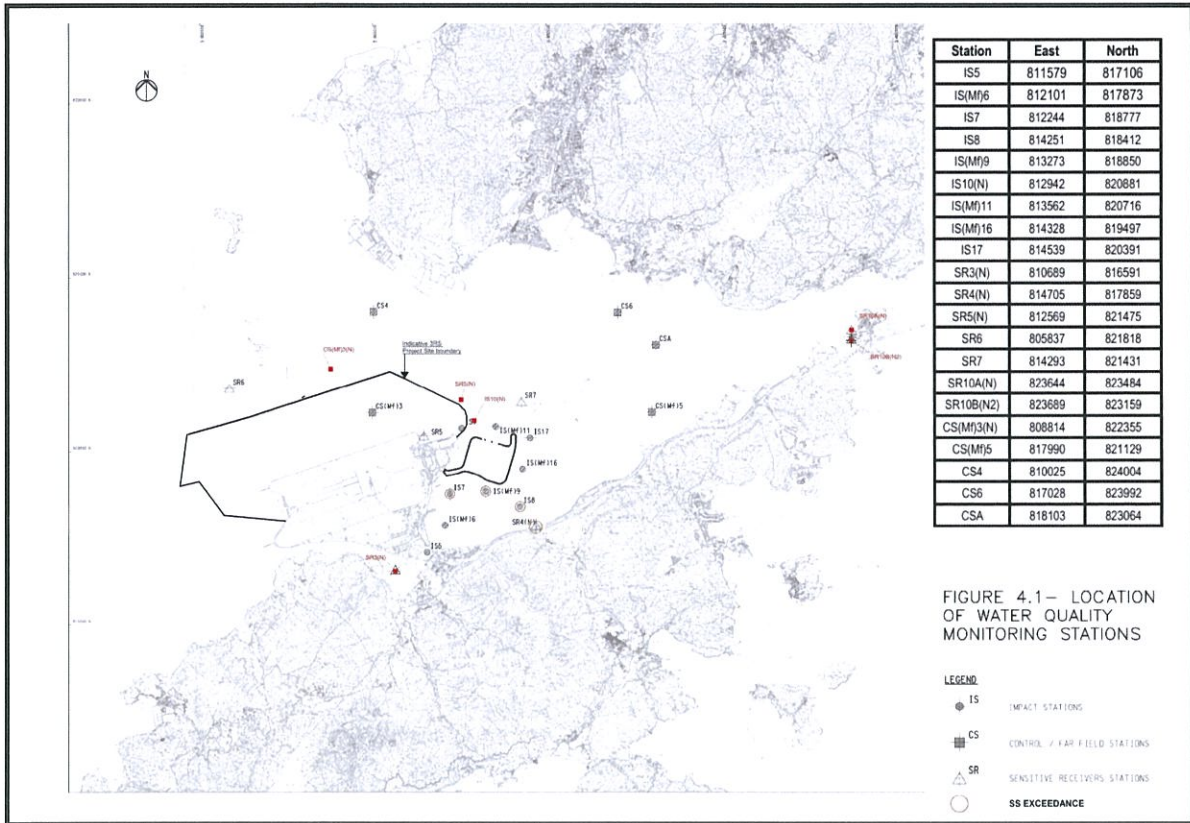 N
Station East North
IS5 811579 817106
IS(Mf)6 812101 817873
IS7 812244 818777
IS8 814251 818412
IS(Mf)9 813273 818850
IS10(N) 812942 820881
IS(Mf)11 813562 820716
IS(Mf)16 814328 819497
IS17 814539 820391
SR3(N) 810689 816591
SR4(N) 814705 817859
SR5(N) 812569 821475
SR6 805837 821818
SR7 814293 821431
SR10A(N) 823644 823484
SR10B(N2) 823689 823159
CS(Mf)3(N) 808814 822355
CS(Mf)5 817990 821129
CS4 810025 824004
CS6 817028 823992
CSA 818103 823064
CS4
CS6
CSA
SR10A(N)
SR10B(N2)
CS(Mf)3(N)
Indicative 3RS
Project Site boundary
SR6
SR5(N)
SR7
CS(Mf)3
IS10(N)
CS(Mf)5
SR5
IS(Mf)11
IS17
IS(Mf)16
IS7
IS(Mf)9
IS8
IS(Mf)6
SR4(N)
IS5
SR3(N)
FIGURE 4.1- LOCATION
OF WATER QUALITY
MONITORING STATIONS
LEGEND
IS
IMPACT STATIONS
CS
CONTROL / FAR FIELD STATIONS
SR
SENSITIVE RECEIVERS STATIONS
SS EXCEEDANCE